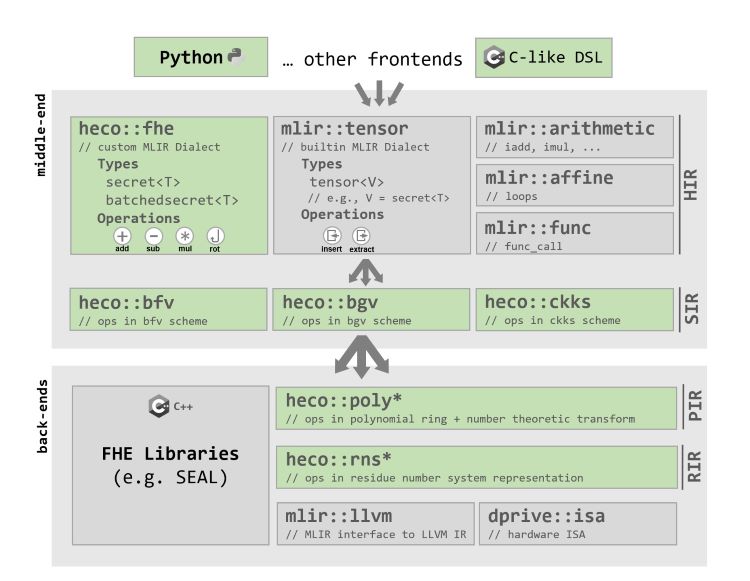 Python
… other frontends
C-like DSL
middle-end
heco::fhe
// custom MLIR Dialect
Types
secret<T>
batchedsecret<T>
Operations
add sub mul rot
mlir::tensor
// builtin MLIR Dialect
Types
tensor<V>
// e.g., V = secret<T>
Operations
insert extract
mlir::arithmetic
// iadd, imul, ...
mlir::affine
// loops
mlir::func
// func_call
HIR
heco::bfv
// ops in bfv scheme
heco::bgv
// ops in bgv scheme
heco::ckks
// ops in ckks scheme
SIR
back-ends
C++
FHE Libraries
(e.g. SEAL)
heco::poly*
// ops in polynomial ring + number theoretic transform
PIR
heco::rns*
// ops in residue number system representation
RIR
mlir::llvm
// MLIR interface to LLVM IR
dprive::isa
// hardware ISA